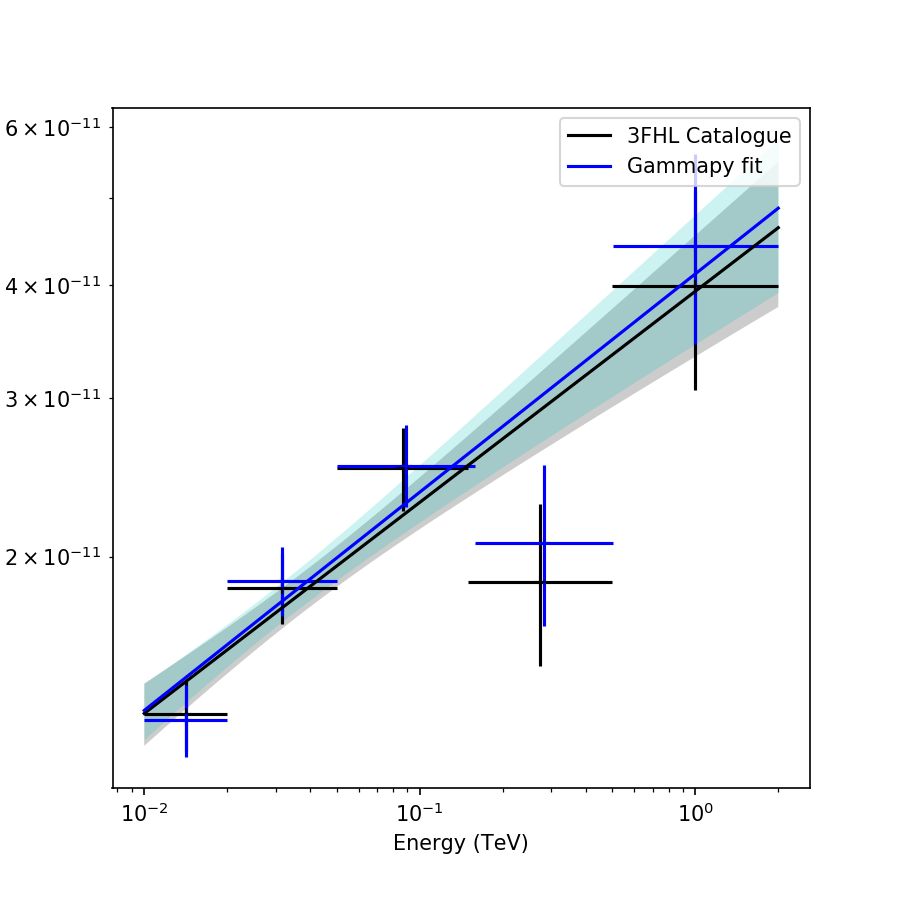 3FHL Catalogue
Gammapy fit
6 × 10⁻¹¹
4 × 10⁻¹¹
3 × 10⁻¹¹
2 × 10⁻¹¹
10⁻² 10⁻¹ 10⁰
Energy (TeV)